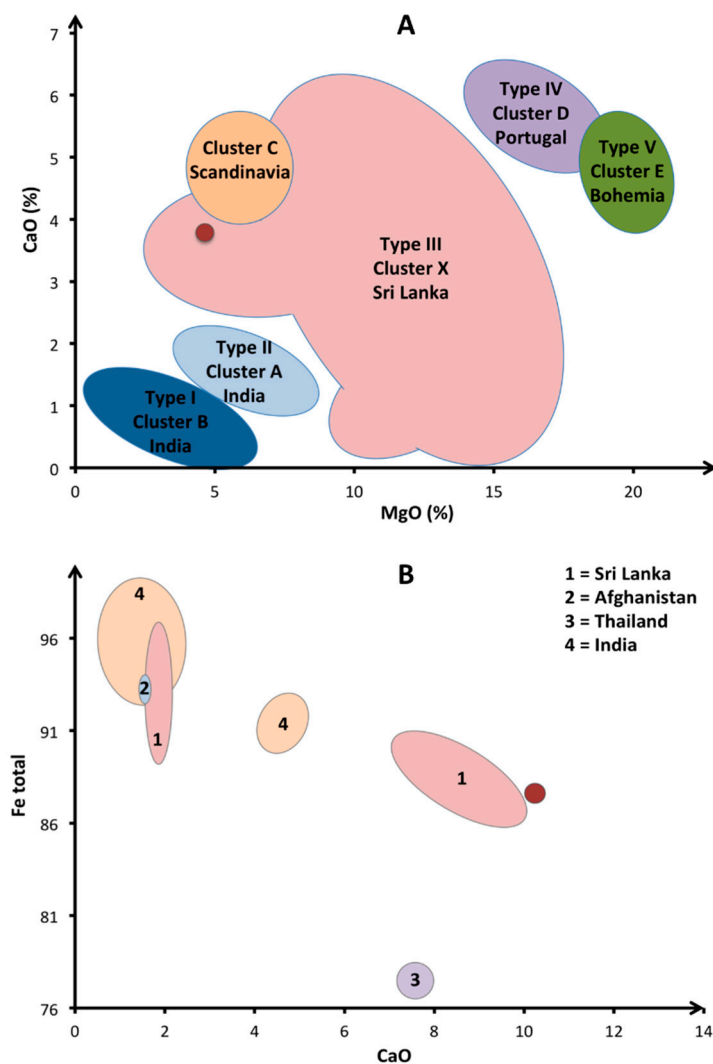 A
7
6
5
4
3
2
1
0
CaO (%)
Cluster C
Scandinavia
Type IV
Cluster D
Portugal
Type V
Cluster E
Bohemia
Type III
Cluster X
Sri Lanka
Type II
Cluster A
India
Type I
Cluster B
India
0 5 10 15 20
MgO (%)
B
1 = Sri Lanka
2 = Afghanistan
3 = Thailand
4 = India
96
91
86
81
76
Fe total
4
2
1
4
1
3
0 2 4 6 8 10 12 14
CaO